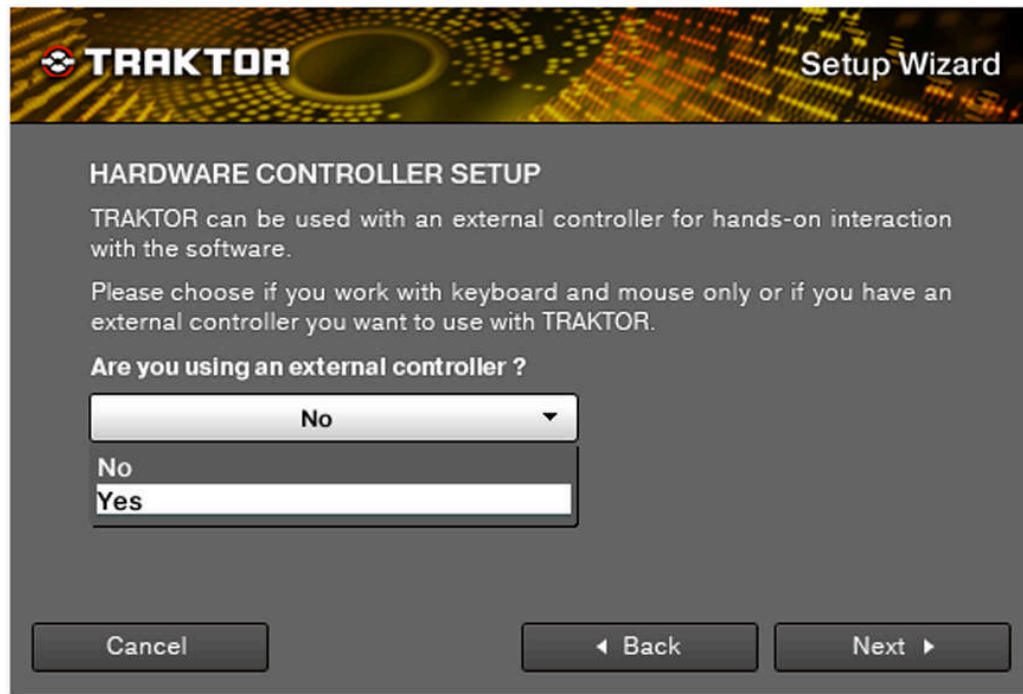 TRAKTOR
Setup Wizard
HARDWARE CONTROLLER SETUP
TRAKTOR can be used with an external controller for hands-on interaction
with the software.
Please choose if you work with keyboard and mouse only or if you have an
external controller you want to use with TRAKTOR.
Are you using an external controller ?
No
No
Yes
Cancel
Back
Next